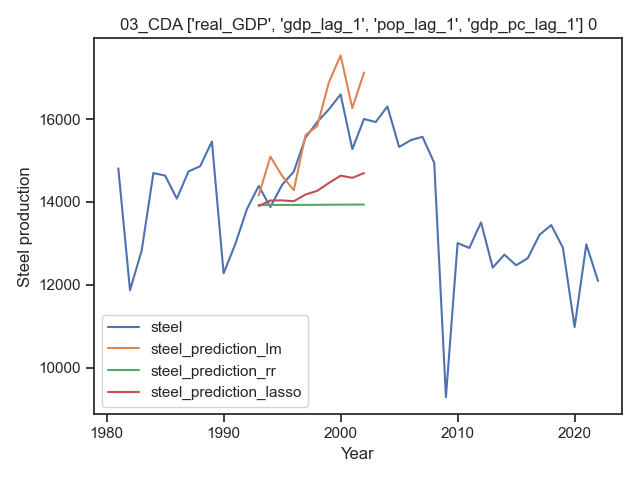 03_CDA ['real_GDP', 'gdp_lag_1', 'pop_lag_1', 'gdp_pc_lag_1'] 0
Steel production
16000
14000
12000
10000
steel
steel_prediction_lm
steel_prediction_rr
steel_prediction_lasso
1980
1990
2000
2010
2020
Year